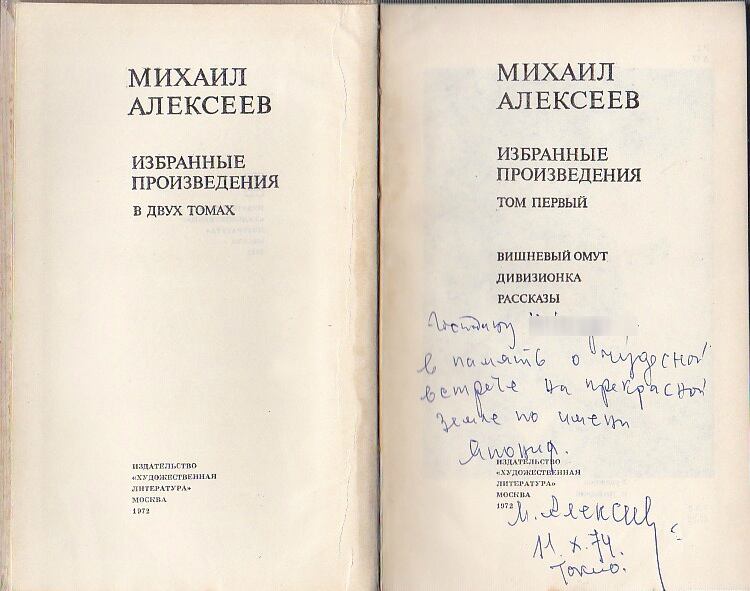 МИХАИЛ
АЛЕКСЕЕВ
ИЗБРАННЫЕ
ПРОИЗВЕДЕНИЯ
В ДВУХ ТОМАХ
ИЗДАТЕЛЬСТВО
«ХУДОЖЕСТВЕННАЯ
ЛИТЕРАТУРА»
МОСКВА
1972
МИХАИЛ
АЛЕКСЕЕВ
ИЗБРАННЫЕ
ПРОИЗВЕДЕНИЯ
ТОМ ПЕРВЫЙ
ВИШНЕВЫЙ ОМУТ
ДИВИЗИОНКА
РАССКАЗЫ
Господину
в память о чудесной
встрече на прекрасной
земле по имени
Япония.
ИЗДАТЕЛЬСТВО
«ХУДОЖЕСТВЕННАЯ
ЛИТЕРАТУРА»
МОСКВА
1972
М. Алексеев
11.X.74.
Токио.